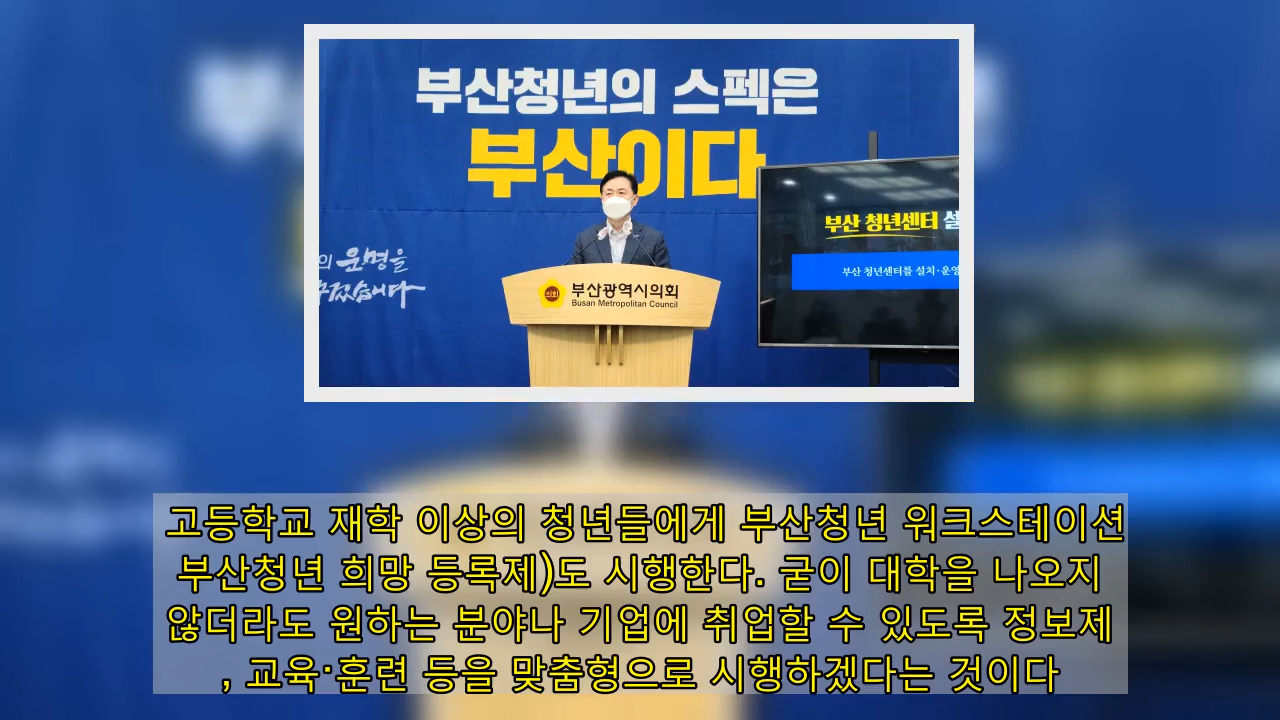 부산청년의 스펙은
부산이다
의 운명을
부산 청년센터
부산 청년센터를 설치·운영
의회
부산광역시의회
Busan Metropolitan Council
고등학교 재학 이상의 청년들에게 부산청년 워크스테이션
부산청년 희망 등록제)도 시행한다. 굳이 대학을 나오지
않더라도 원하는 분야나 기업에 취업할 수 있도록 정보제
, 교육·훈련 등을 맞춤형으로 시행하겠다는 것이다